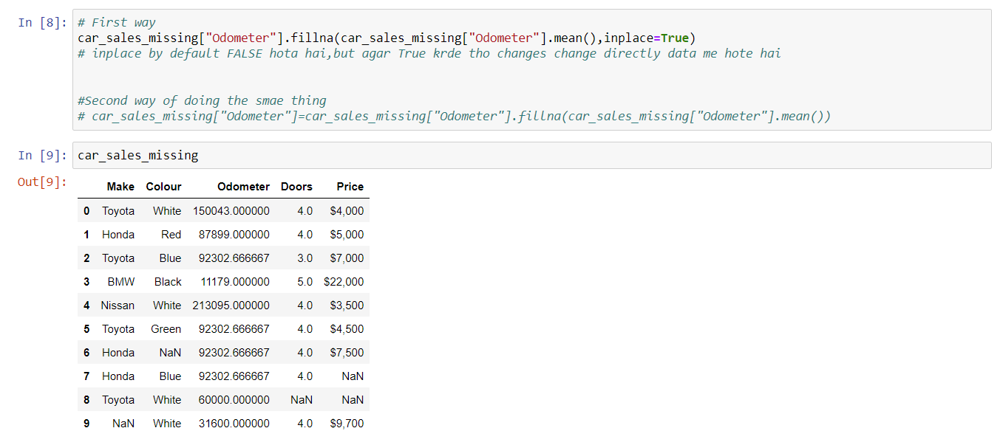 In [8]: # First way
car_sales_missing["Odometer"].fillna(car_sales_missing["Odometer"].mean(),inplace=True)
# inplace by default FALSE hota hai,but agar True krde tho changes change directly data me hote hai
#Second way of doing the smae thing
# car_sales_missing["Odometer"]=car_sales_missing["Odometer"].fillna(car_sales_missing["Odometer"].mean())
In [9]: car_sales_missing
Out[9]:
Make Colour Odometer Doors Price
0 Toyota White 150043.000000 4.0 $4,000
1 Honda Red 87899.000000 4.0 $5,000
2 Toyota Blue 92302.666667 3.0 $7,000
3 BMW Black 11179.000000 5.0 $22,000
4 Nissan White 213095.000000 4.0 $3,500
5 Toyota Green 92302.666667 4.0 $4,500
6 Honda NaN 92302.666667 4.0 $7,500
7 Honda Blue 92302.666667 4.0 NaN
8 Toyota White 60000.000000 NaN NaN
9 NaN White 31600.000000 4.0 $9,700